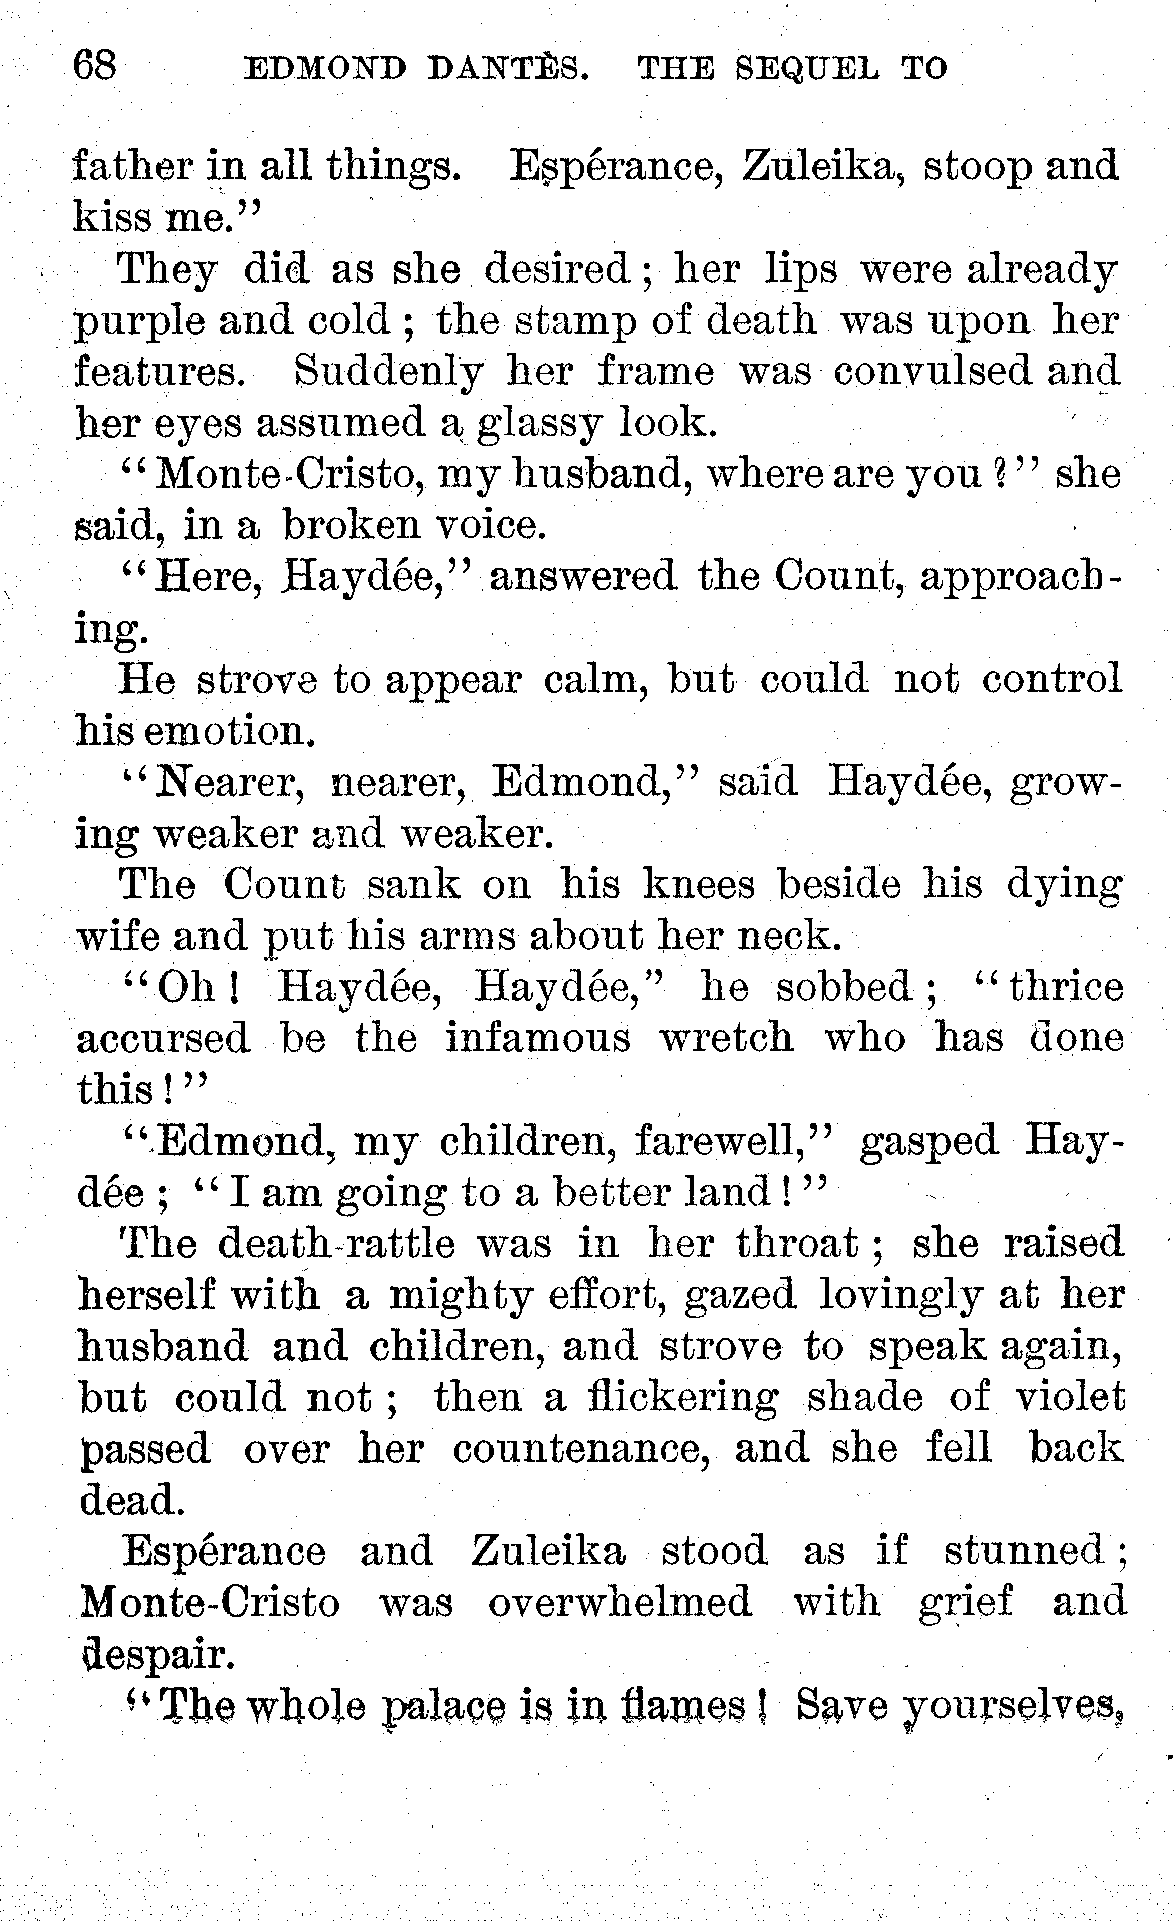 68 EDMOND DANTÈS. THE SEQUEL TO
father in all things. Espérance, Zuleika, stoop and
kiss me."
They did as she desired; her lips were already
purple and cold; the stamp of death was upon her
features. Suddenly her frame was convulsed and
her eyes assumed a glassy look.
"Monte-Cristo, my husband, where are you?" she
said, in a broken voice.
"Here, Haydée," answered the Count, approach-
ing.
He strove to appear calm, but could not control
his emotion.
"Nearer, nearer, Edmond," said Haydée, grow-
ing weaker and weaker.
The Count sank on his knees beside his dying
wife and put his arms about her neck.
"Oh! Haydée, Haydée," he sobbed; "thrice
accursed be the infamous wretch who has done
this!"
"Edmond, my children, farewell," gasped Hay-
dée; "I am going to a better land!"
The death-rattle was in her throat; she raised
herself with a mighty effort, gazed lovingly at her
husband and children, and strove to speak again,
but could not; then a flickering shade of violet
passed over her countenance, and she fell back
dead.
Espérance and Zuleika stood as if stunned;
Monte-Cristo was overwhelmed with grief and
despair.
"The whole palace is in flames! Save yourselves,